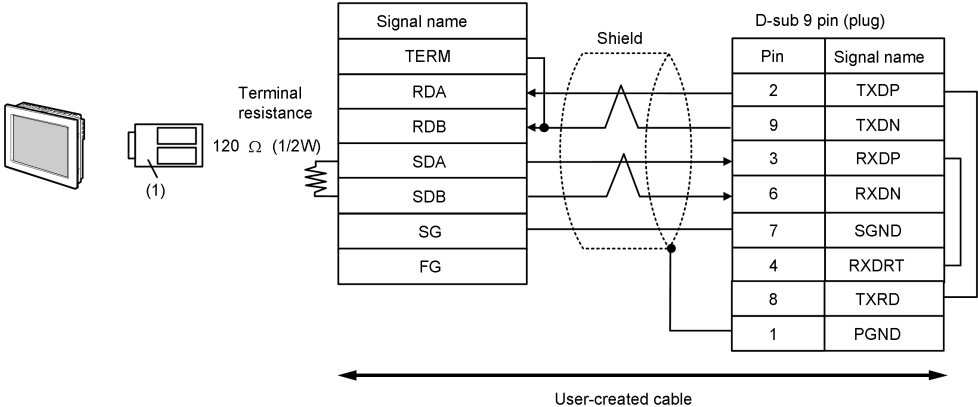 D-sub 9 pin (plug)
Signal name
Shield
Pin Signal name
TERM
Terminal
resistance
120 Ω (1/2W)
(1)
RDA
RDB
SDA
SDB
SG
FG
2 TXDP
9 TXDN
3 RXDP
6 RXDN
7 SGND
4 RXDRT
8 TXRD
1 PGND
User-created cable